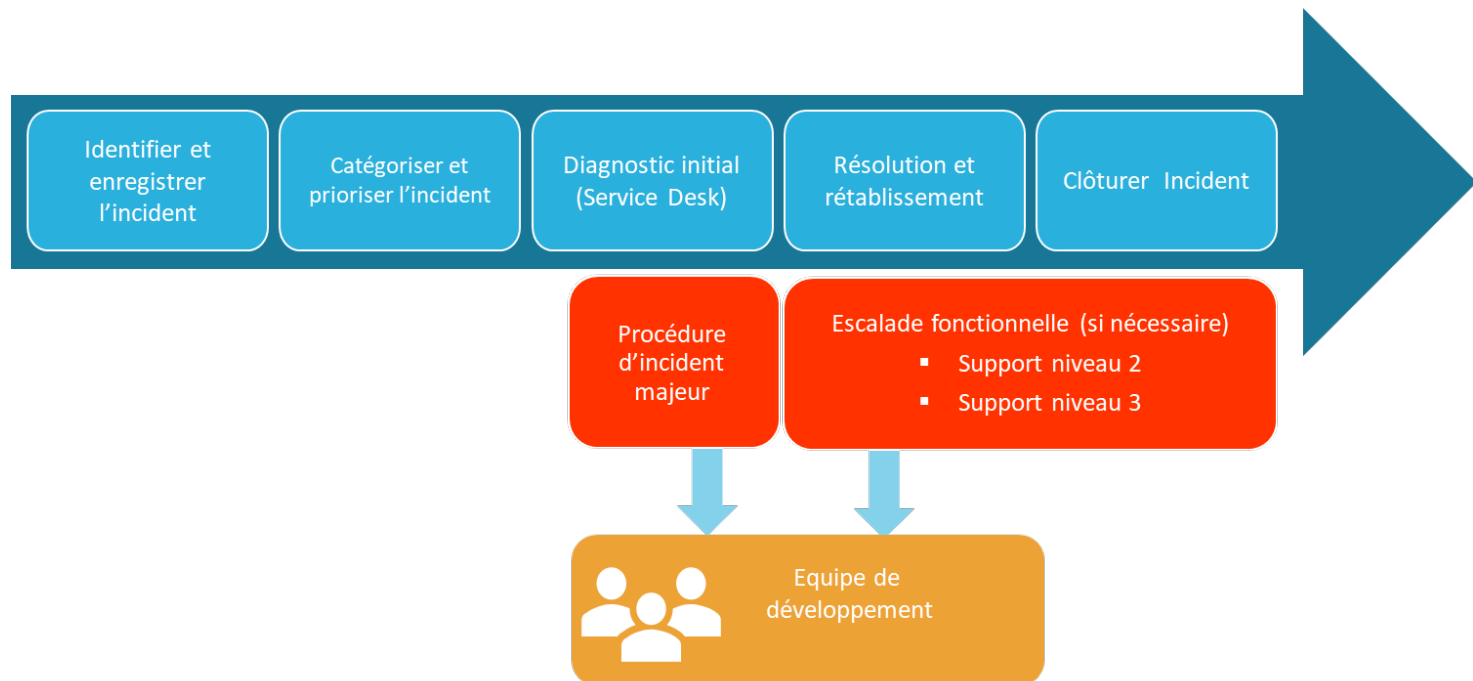 Identifier et
enregistrer
l’incident
Catégoriser et
prioriser l’incident
Diagnostic initial
(Service Desk)
Résolution et
rétablissement
Clôturer Incident
Procédure
d’incident
majeur
Escalade fonctionnelle (si nécessaire)
▪ Support niveau 2
▪ Support niveau 3
Equipe de
développement